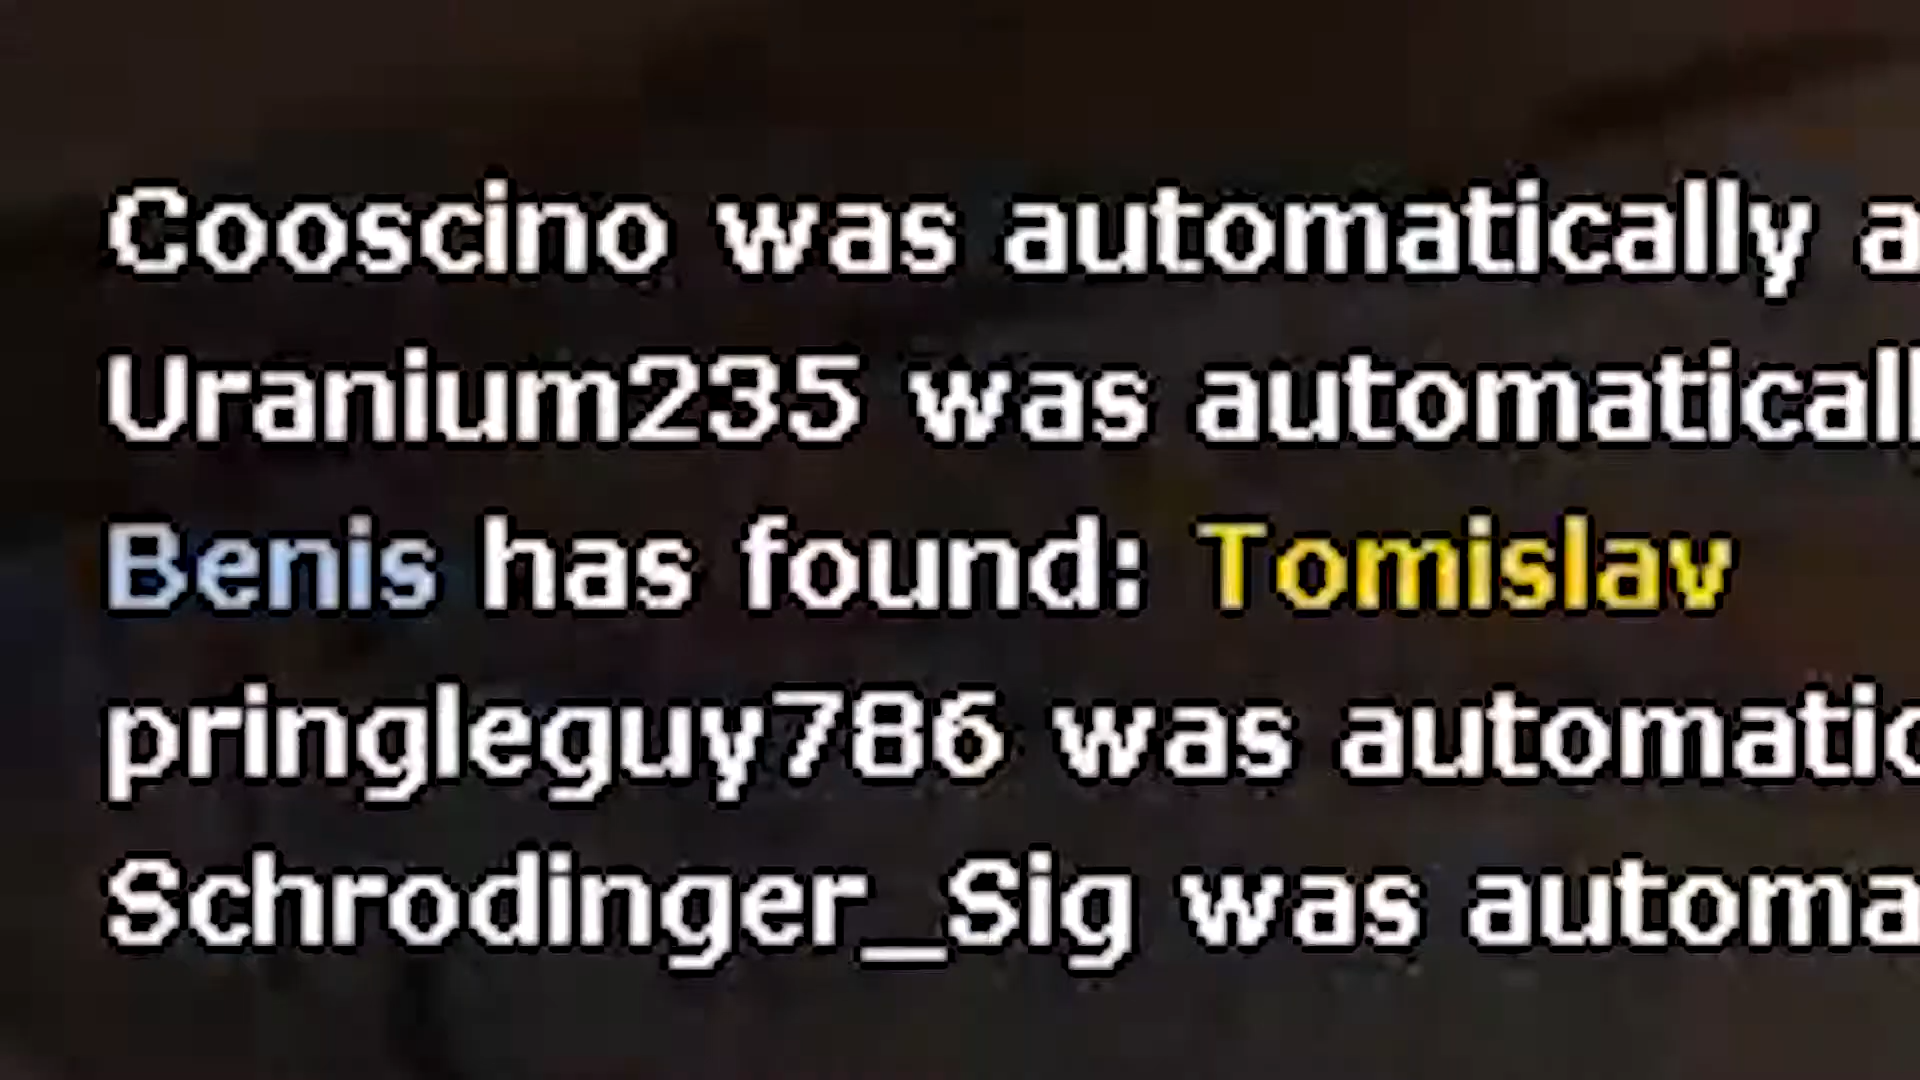 Cooscino was automatically a
Uranium235 was automaticall
Benis has found: Tomislav
pringleguy786 was automatic
Schrodinger_Sig was automa